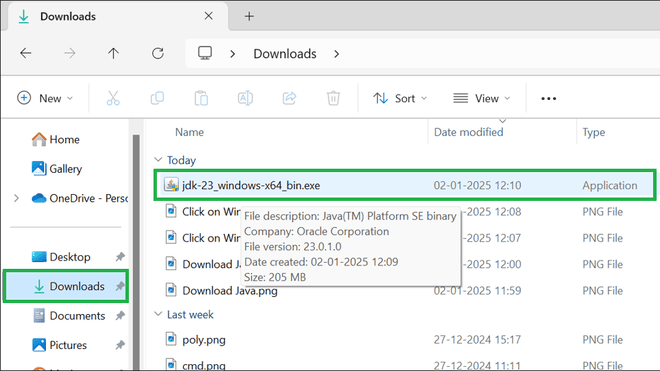 Downloads
Downloads
New Sort View
Name Date modified Type
Home
Gallery
OneDrive - Perso
Desktop
Downloads
Documents
Pictures
Today
jdk-23_windows-x64_bin.exe 02-01-2025 12:10 Application
Click on Win 02-01-2025 12:08 PNG File
Click on Win 02-01-2025 12:07 PNG File
Download Ja 02-01-2025 12:00 PNG File
Download Java.png 02-01-2025 11:59 PNG File
File description: Java(TM) Platform SE binary
Company: Oracle Corporation
File version: 23.0.1.0
Date created: 02-01-2025 12:09
Size: 205 MB
Last week
poly.png 27-12-2024 15:17 PNG File
cmd.png 27-12-2024 11:11 PNG File